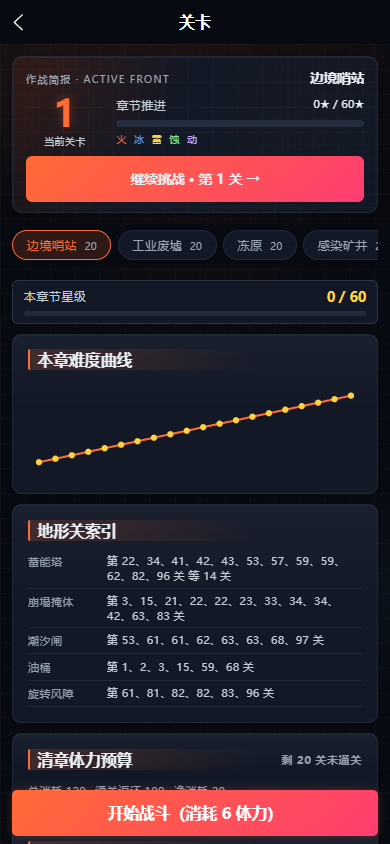 关卡
作战简报 · ACTIVE FRONT
边境哨站
1
当前关卡
章节推进
0★ / 60★
火 冰 雷 蚀 动
继续挑战 • 第 1 关 →
边境哨站 20
工业废墟 20
冻原 20
感染矿井
本章节星级
0 / 60
本章难度曲线
地形关索引
蓄能塔
第 22、34、41、42、43、53、57、59、59、
62、82、96 关 等 14 关
崩塌掩体
第 3、15、21、22、22、23、33、34、34、
42、63、83 关
潮汐闸
第 53、61、61、62、63、63、68、97 关
油桶
第 1、2、3、15、59、68 关
旋转风障
第 61、81、82、82、83、96 关
清章体力预算
剩 20 关未逼关
开始战斗（消耗 6 体力）